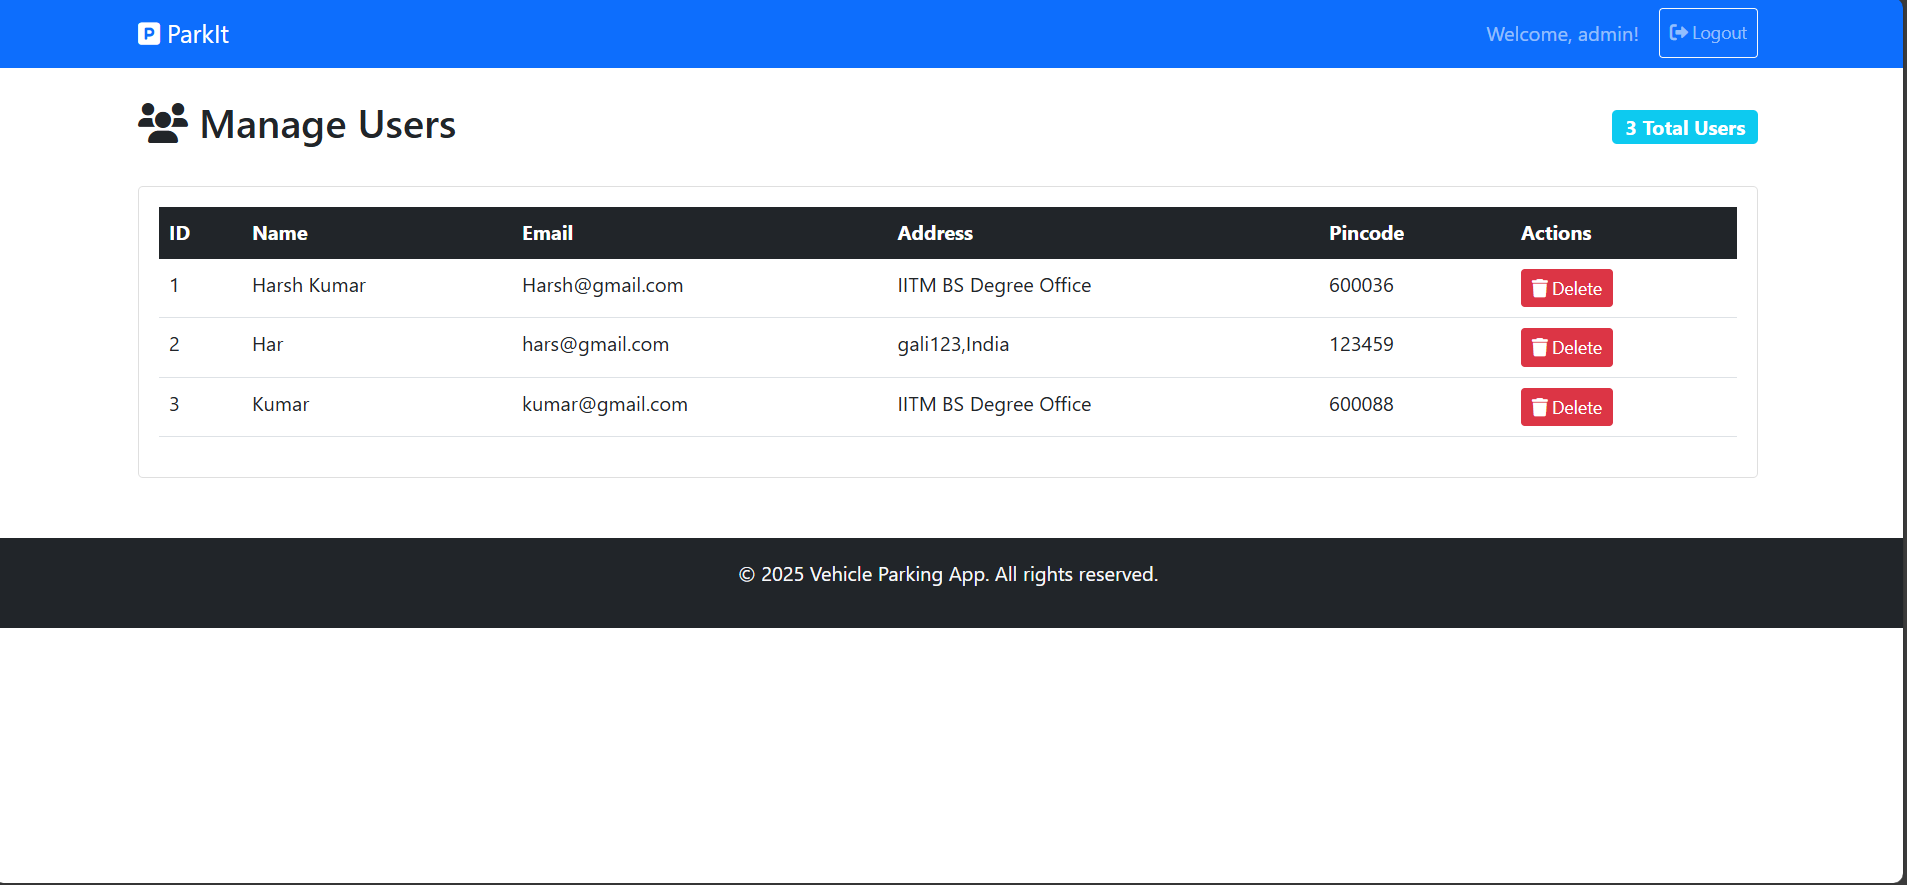 P ParkIt Welcome, admin! Logout
Manage Users 3 Total Users
ID Name Email Address Pincode Actions
1 Harsh Kumar Harsh@gmail.com IITM BS Degree Office 600036 Delete
2 Har hars@gmail.com gali123,India 123459 Delete
3 Kumar kumar@gmail.com IITM BS Degree Office 600088 Delete
© 2025 Vehicle Parking App. All rights reserved.